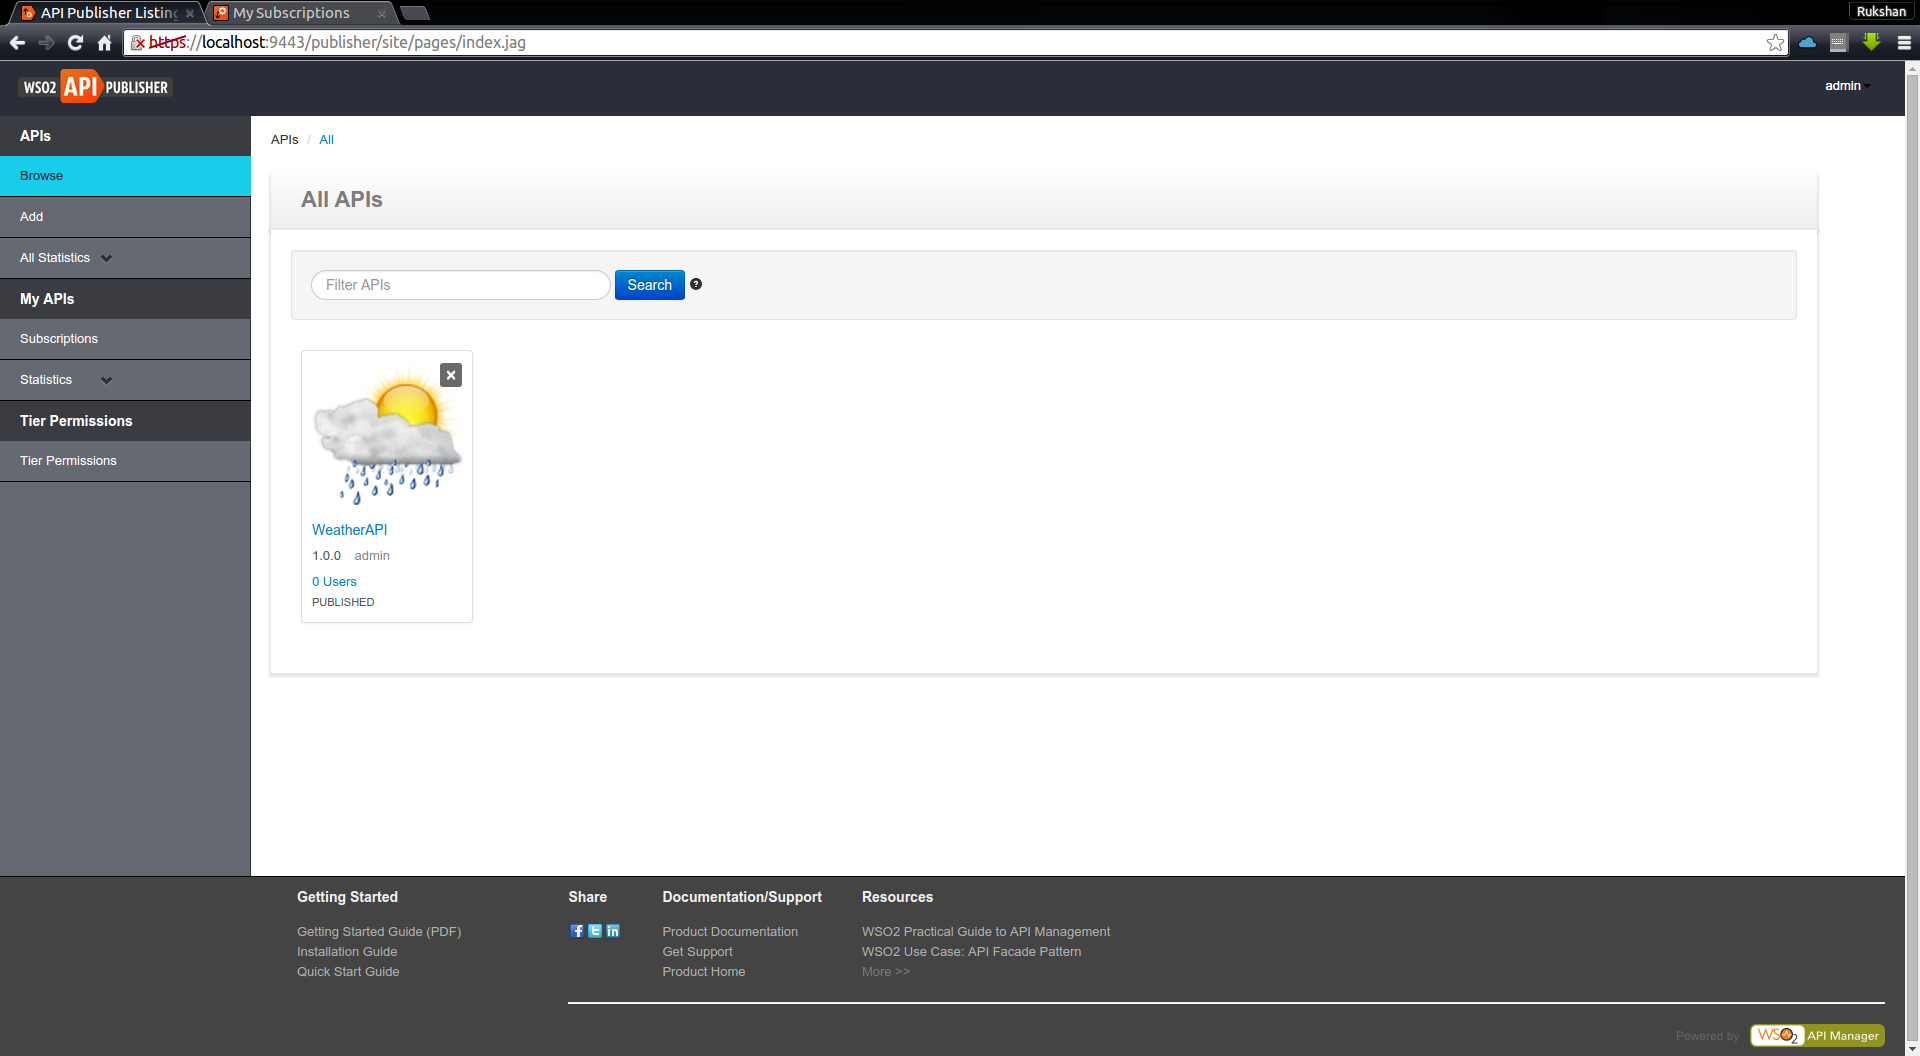 API Publisher Listing
My Subscriptions
Rukshan
https://localhost:9443/publisher/site/pages/index.jag
WSO2 API PUBLISHER
admin
APIs
Browse
Add
All Statistics
My APIs
Subscriptions
Statistics
Tier Permissions
Tier Permissions
APIs / All
All APIs
Filter APIs
Search
?
WeatherAPI
1.0.0 admin
0 Users
PUBLISHED
Getting Started
Getting Started Guide (PDF)
Installation Guide
Quick Start Guide
Share
Documentation/Support
Product Documentation
Get Support
Product Home
Resources
WSO2 Practical Guide to API Management
WSO2 Use Case: API Facade Pattern
More >>
Powered by WSO2 API Manager